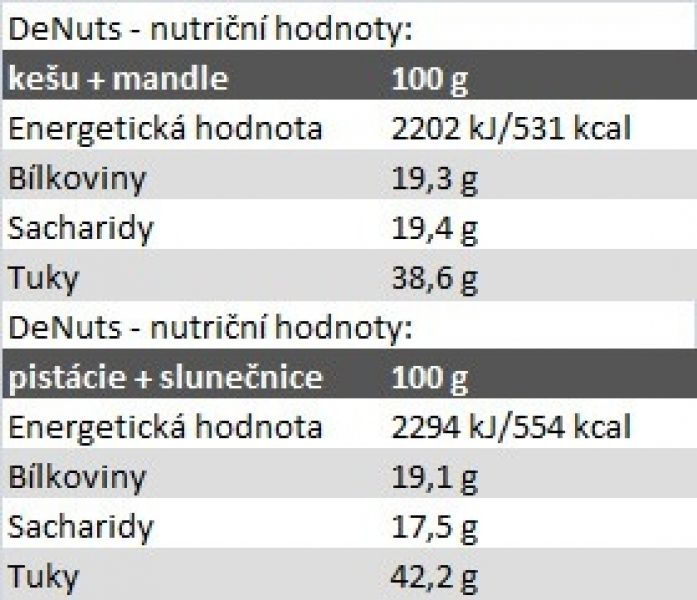 DeNuts - nutriční hodnoty:
kešu + mandle 100 g
Energetická hodnota 2202 kJ/531 kcal
Bílkoviny 19,3 g
Sacharidy 19,4 g
Tuky 38,6 g
DeNuts - nutriční hodnoty:
pistácie + slunečnice 100 g
Energetická hodnota 2294 kJ/554 kcal
Bílkoviny 19,1 g
Sacharidy 17,5 g
Tuky 42,2 g